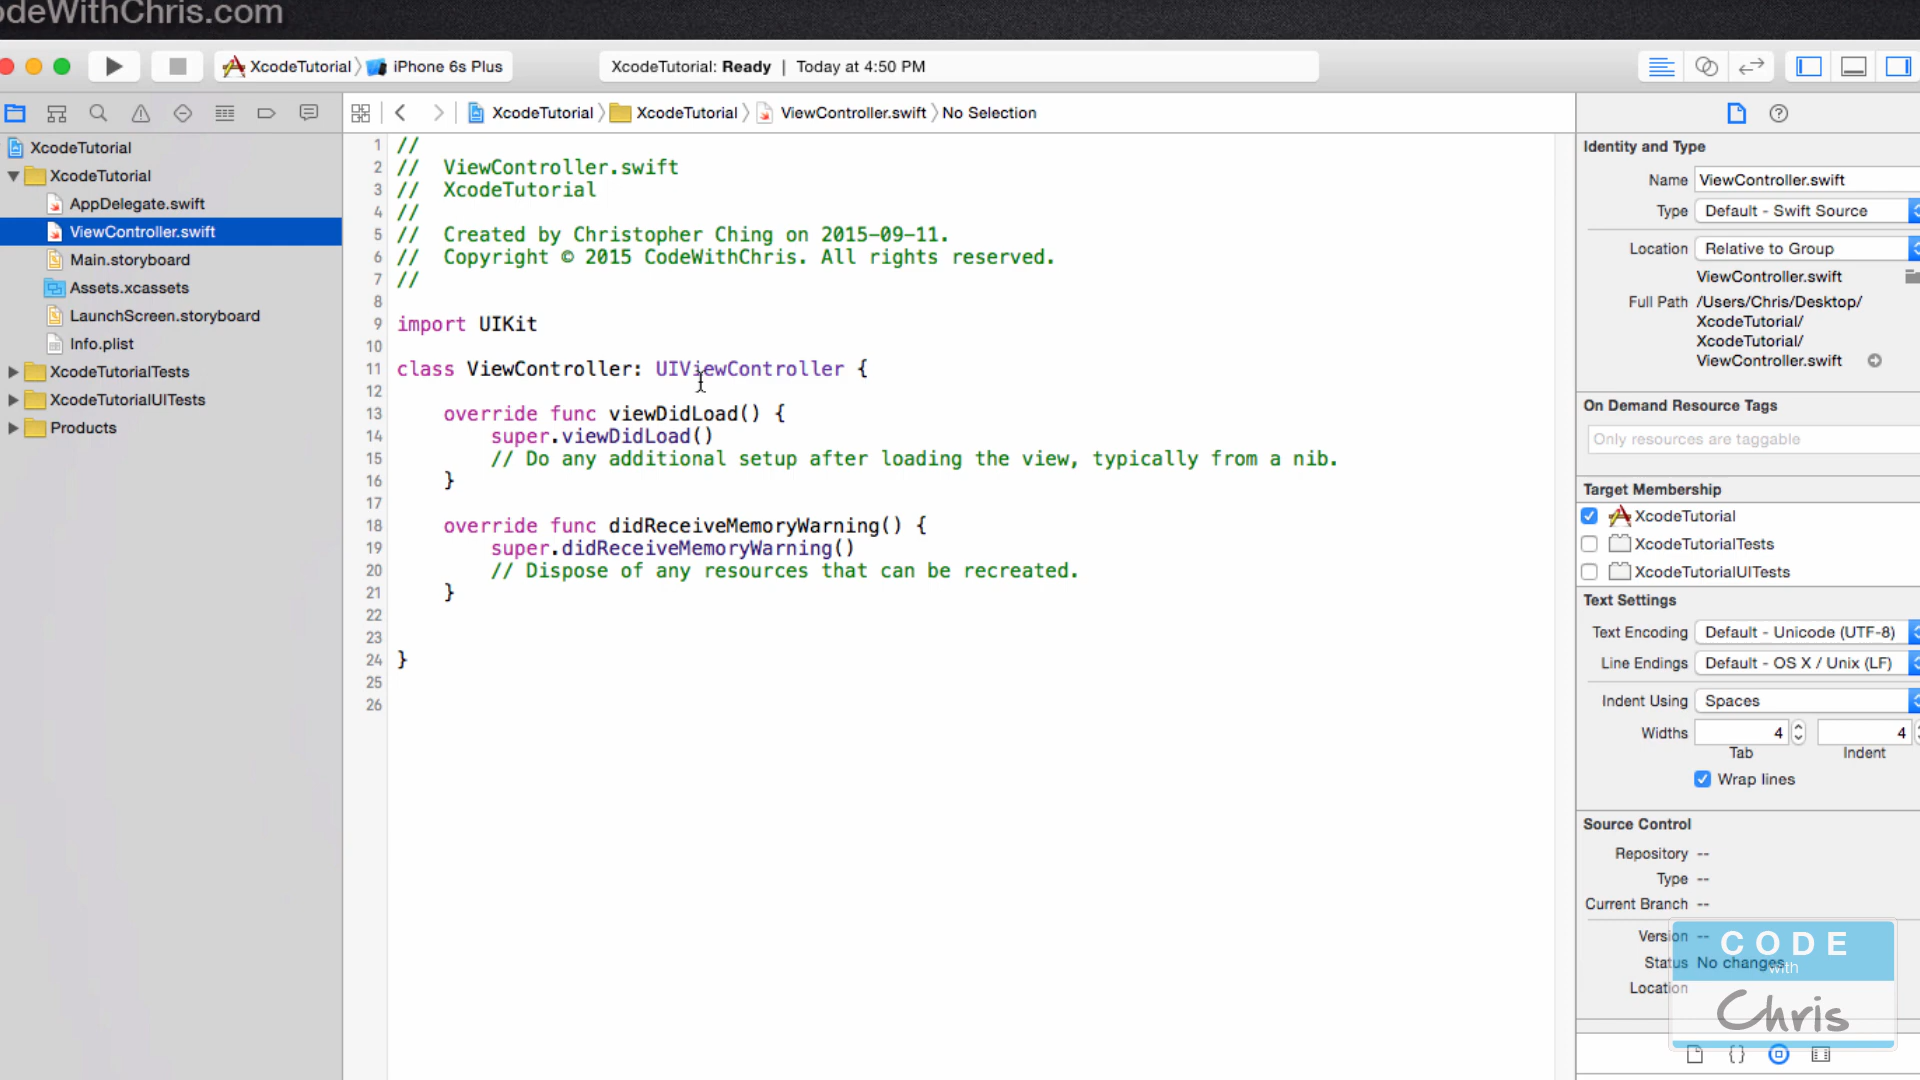 odeWithChris.com
XcodeTutorial iPhone 6s Plus
XcodeTutorial: Ready | Today at 4:50 PM
XcodeTutorial XcodeTutorial ViewController.swift No Selection
XcodeTutorial
XcodeTutorial
AppDelegate.swift
ViewController.swift
Main.storyboard
Assets.xcassets
LaunchScreen.storyboard
Info.plist
XcodeTutorialTests
XcodeTutorialUITests
Products
1 //
2 // ViewController.swift
3 // XcodeTutorial
4 //
5 // Created by Christopher Ching on 2015-09-11.
6 // Copyright © 2015 CodeWithChris. All rights reserved.
7 //
8
9 import UIKit
10
11 class ViewController: UIViewController {
12
13 override func viewDidLoad() {
14 super.viewDidLoad()
15 // Do any additional setup after loading the view, typically from a nib.
16 }
17
18 override func didReceiveMemoryWarning() {
19 super.didReceiveMemoryWarning()
20 // Dispose of any resources that can be recreated.
21 }
22
23
24 }
25
26
Identity and Type
Name ViewController.swift
Type Default - Swift Source
Location Relative to Group
ViewController.swift
Full Path /Users/Chris/Desktop/
XcodeTutorial/
XcodeTutorial/
ViewController.swift
On Demand Resource Tags
Only resources are taggable
Target Membership
XcodeTutorial
XcodeTutorialTests
XcodeTutorialUITests
Text Settings
Text Encoding Default - Unicode (UTF-8)
Line Endings Default - OS X / Unix (LF)
Indent Using Spaces
Widths 4 4
Tab Indent
Wrap lines
Source Control
Repository --
Type --
Current Branch --
Version --
Status No changes
Location
CODE
with
Chris